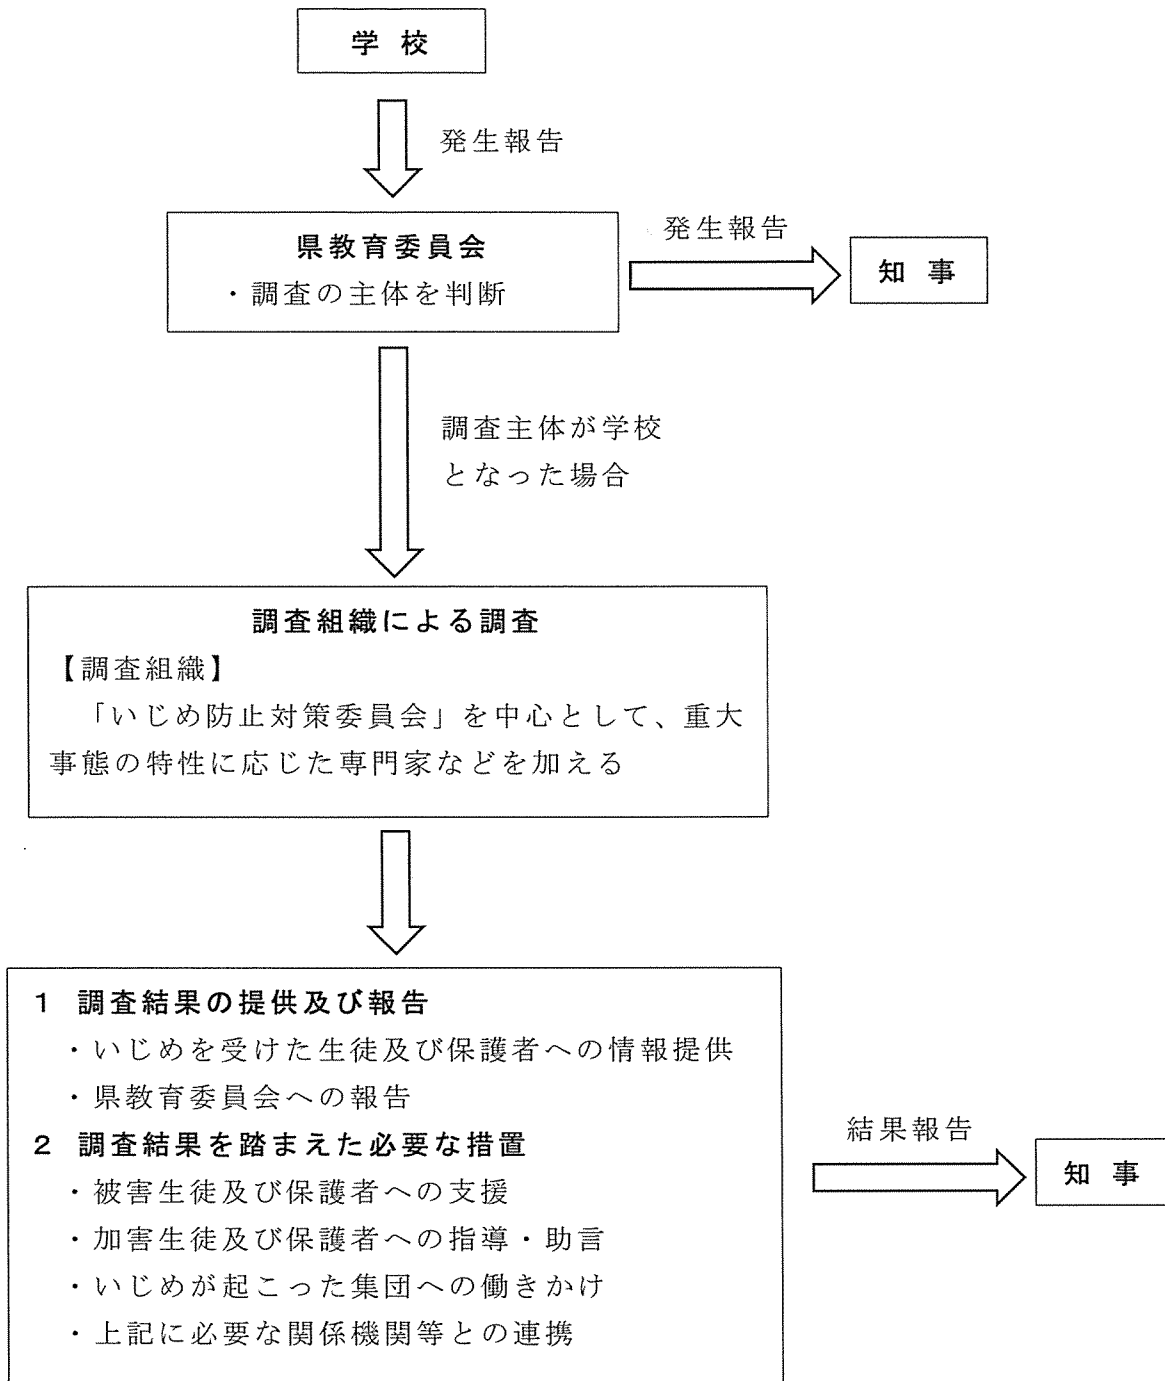 学校
発生報告
県教育委員会
・調査の主体を判断
発生報告
知事
調査主体が学校
となった場合
調査組織による調査
【調査組織】
「いじめ防止対策委員会」を中心として、重大
事態の特性に応じた専門家などを加える
1 調査結果の提供及び報告
・いじめを受けた生徒及び保護者への情報提供
・県教育委員会への報告
2 調査結果を踏まえた必要な措置
・被害生徒及び保護者への支援
・加害生徒及び保護者への指導・助言
・いじめが起こった集団への働きかけ
・上記に必要な関係機関等との連携
結果報告
知事